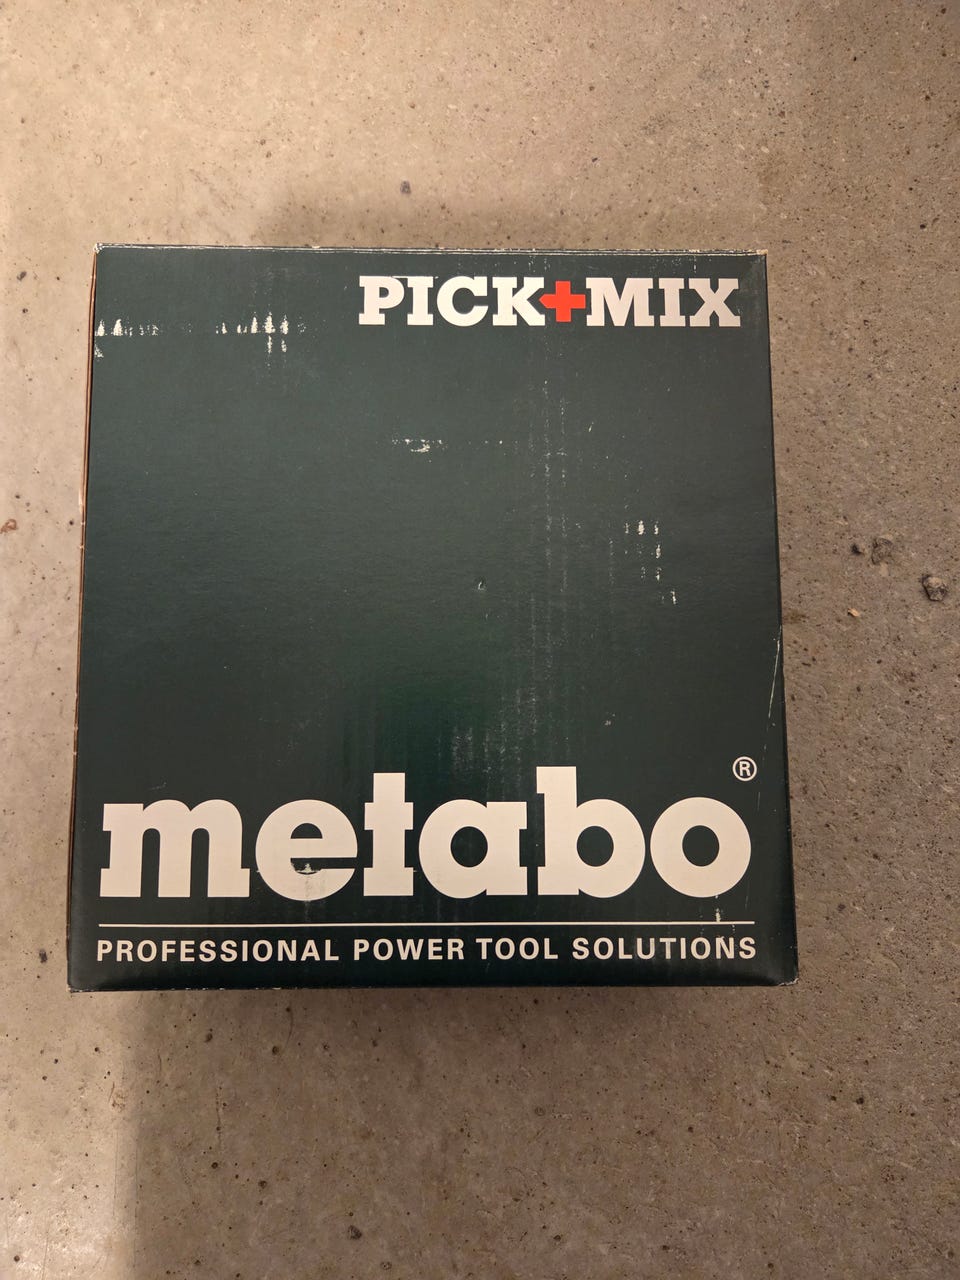 PICK+MIX
metabo®
PROFESSIONAL POWER TOOL SOLUTIONS